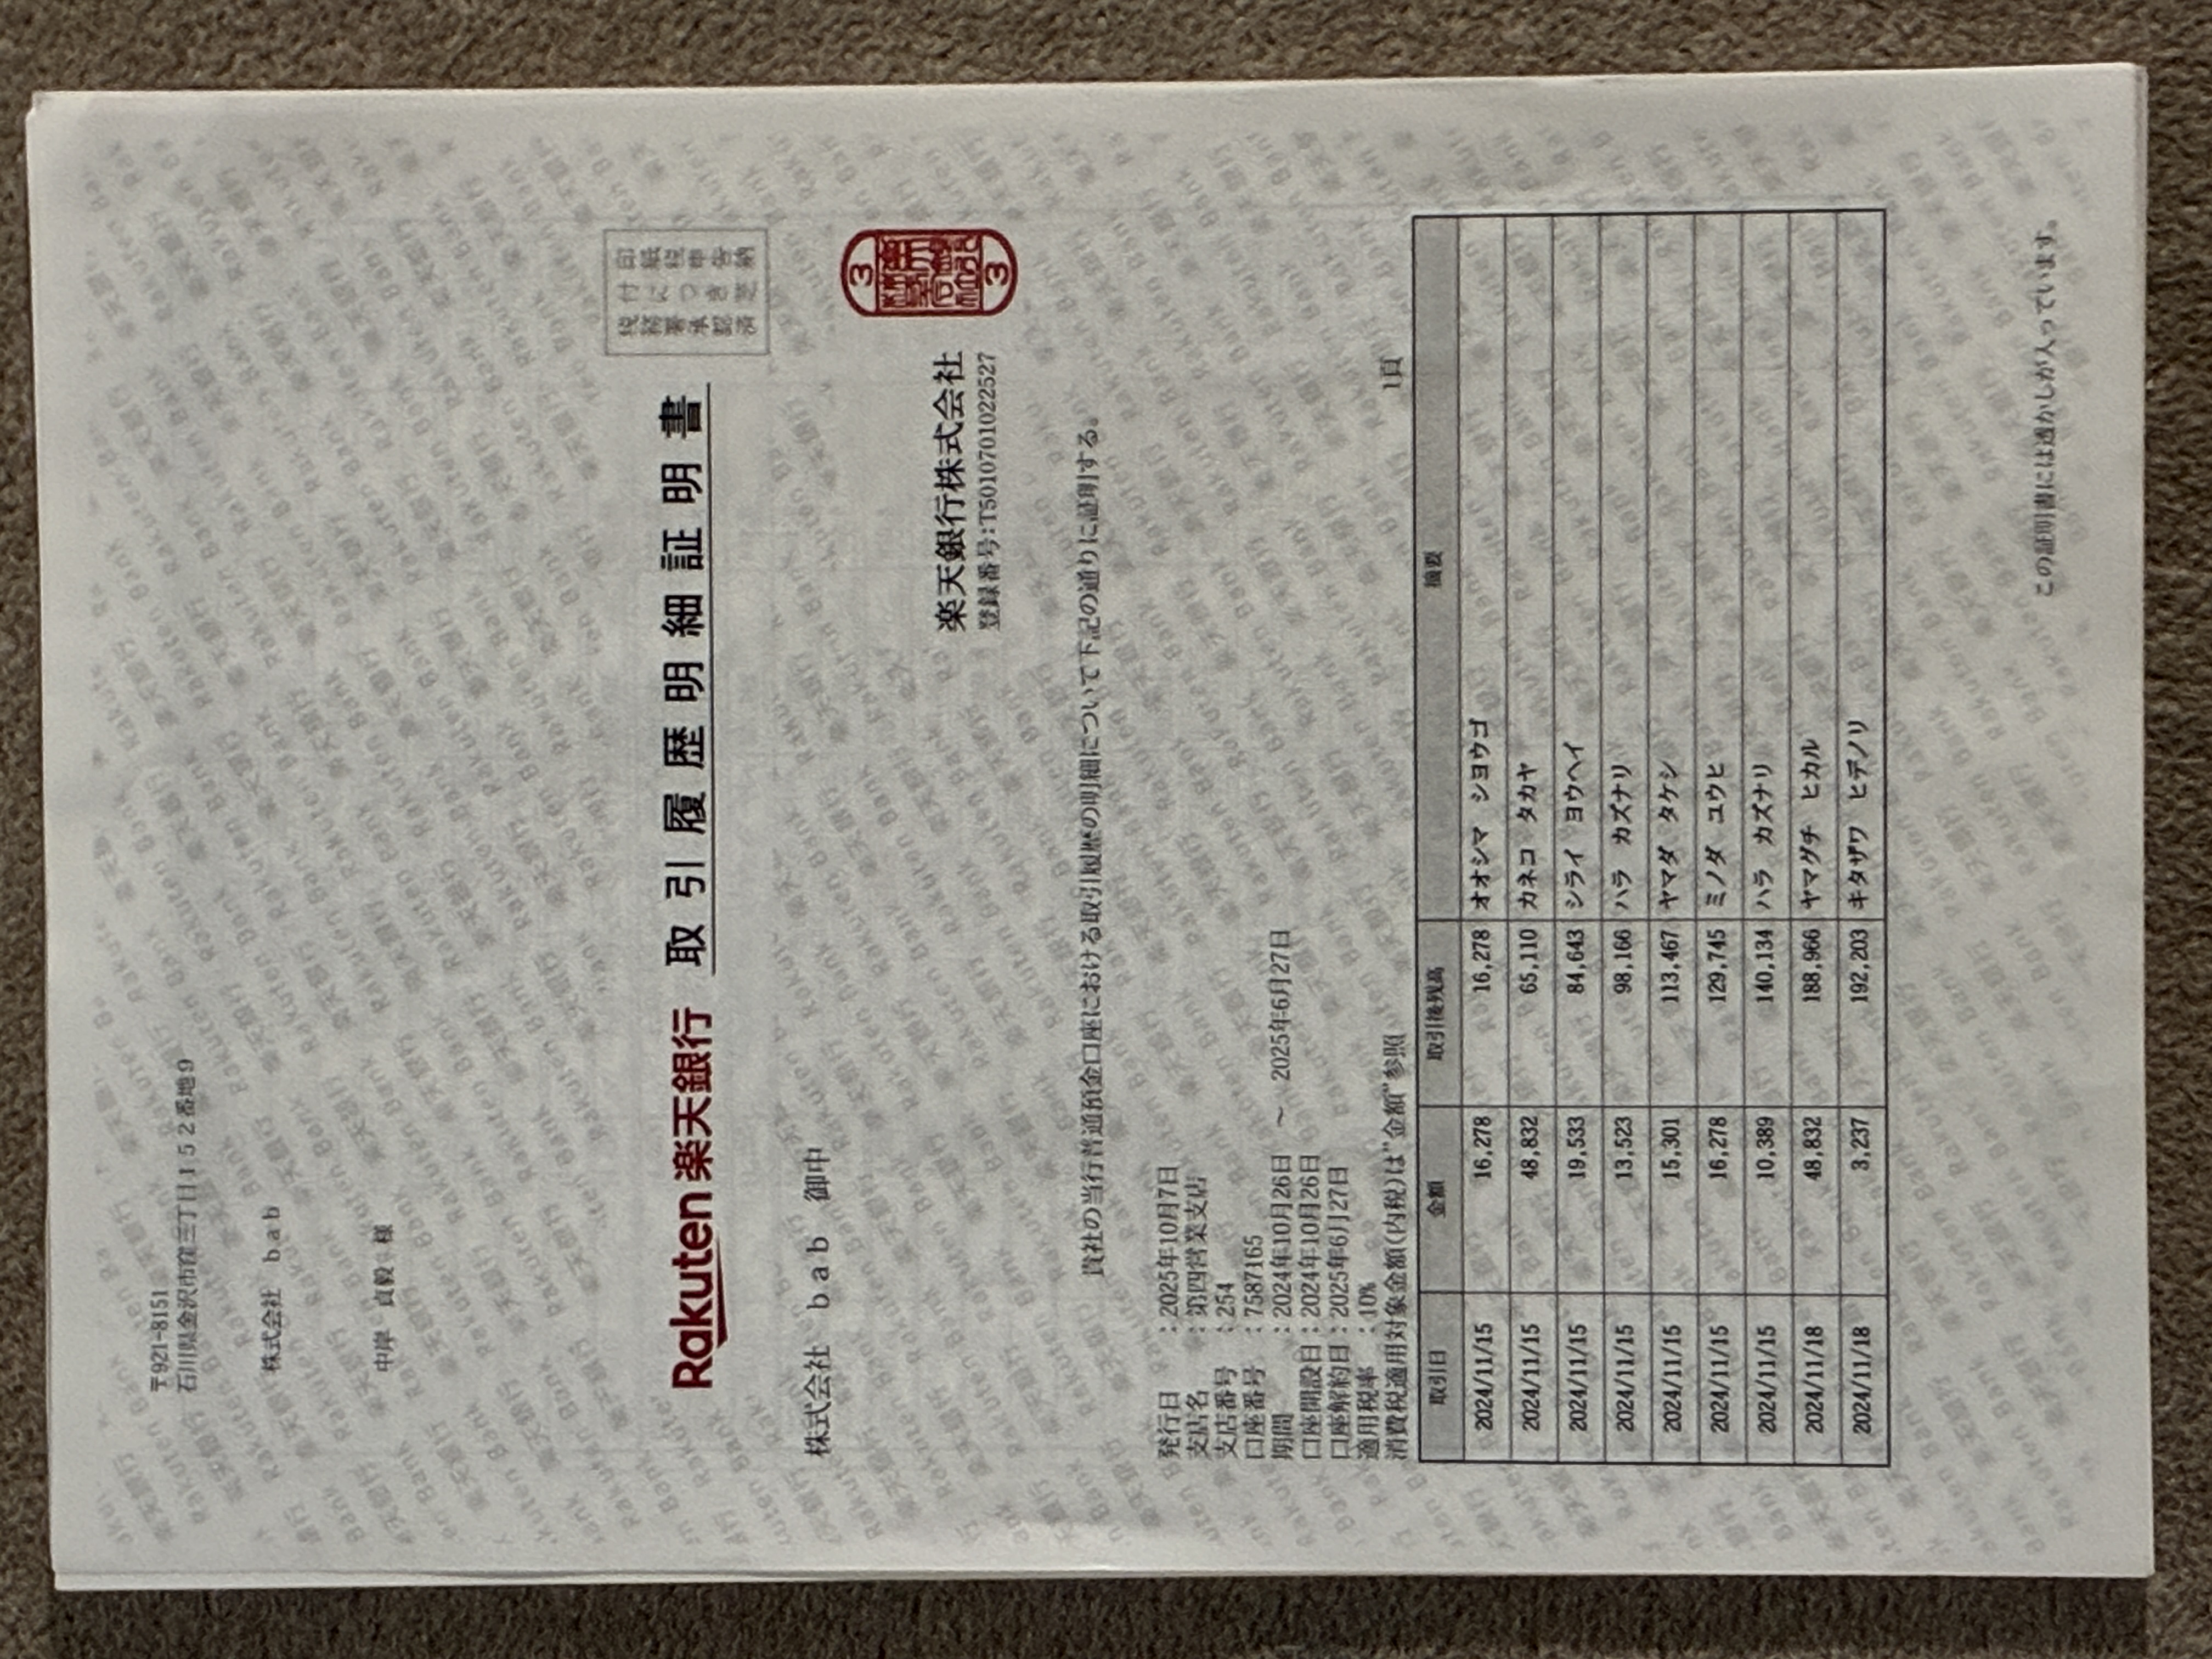 〒921-8151
石川県金沢市窪三丁目152番地9
株式会社 bab
中岸 貞毅 様
Rakuten 楽天銀行 取引履歴明細証明書
印紙税申告納
付につき
税務署承認済
株式会社 bab 御中
楽天銀行株式会社
登録番号:T5010701022527
貴社の当行普通預金口座における取引履歴の明細について下記の通りに証明する。
発行日 :2025年10月7日
支店名 :第四営業支店
支店番号 :254
口座番号 :7587165
期間 :2024年10月26日 ～ 2025年6月27日
口座開設日:2024年10月26日
口座解約日:2025年6月27日
適用税率 :10%
消費税適用対象金額(内税)は"金額"参照 1頁
取引日 金額 取引後残高 摘要
2024/11/15 16,278 16,278 オオシマ シヨウゴ
2024/11/15 48,832 65,110 カネコ タカヤ
2024/11/15 19,533 84,643 シライ ヨウヘイ
2024/11/15 13,523 98,166 ハラ カズナリ
2024/11/15 15,301 113,467 ヤマダ タケシ
2024/11/15 16,278 129,745 ミノダ ユウヒ
2024/11/15 10,389 140,134 ハラ カズナリ
2024/11/18 48,832 188,966 ヤマグチ ヒカル
2024/11/18 3,237 192,203 キタザワ ヒデノリ
この証明書には透かしが入っています。